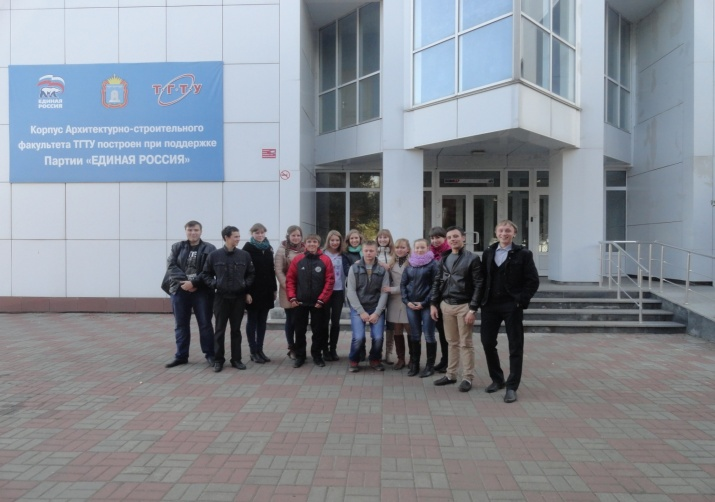 ЕДИНАЯ
РОССИЯ
ТГТУ
Корпус Архитектурно-строительного
факультета ТГТУ построен при поддержке
Партии «ЕДИНАЯ РОССИЯ»